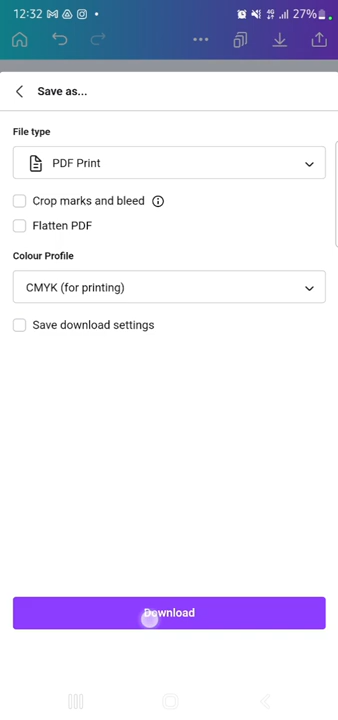 12:32 27%
Save as...
File type
PDF Print
Crop marks and bleed
Flatten PDF
Colour Profile
CMYK (for printing)
Save download settings
Download